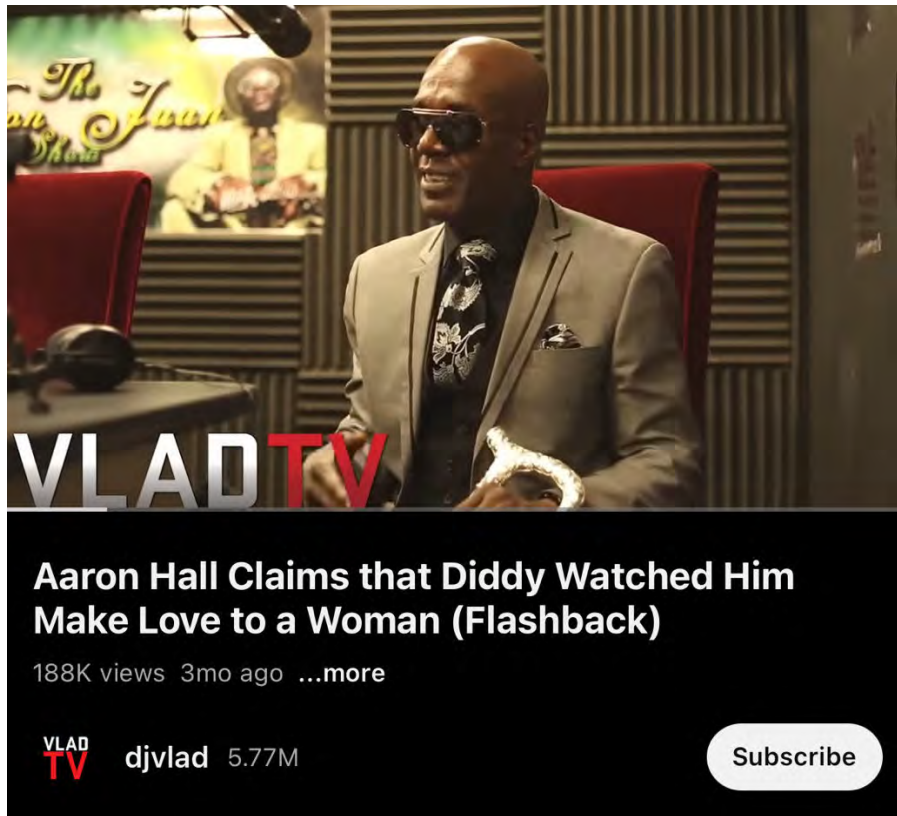 The
Juan
Show
VLADTV
Aaron Hall Claims that Diddy Watched Him
Make Love to a Woman (Flashback)
188K views 3mo ago ...more
VLAD
TV
djvlad 5.77M
Subscribe